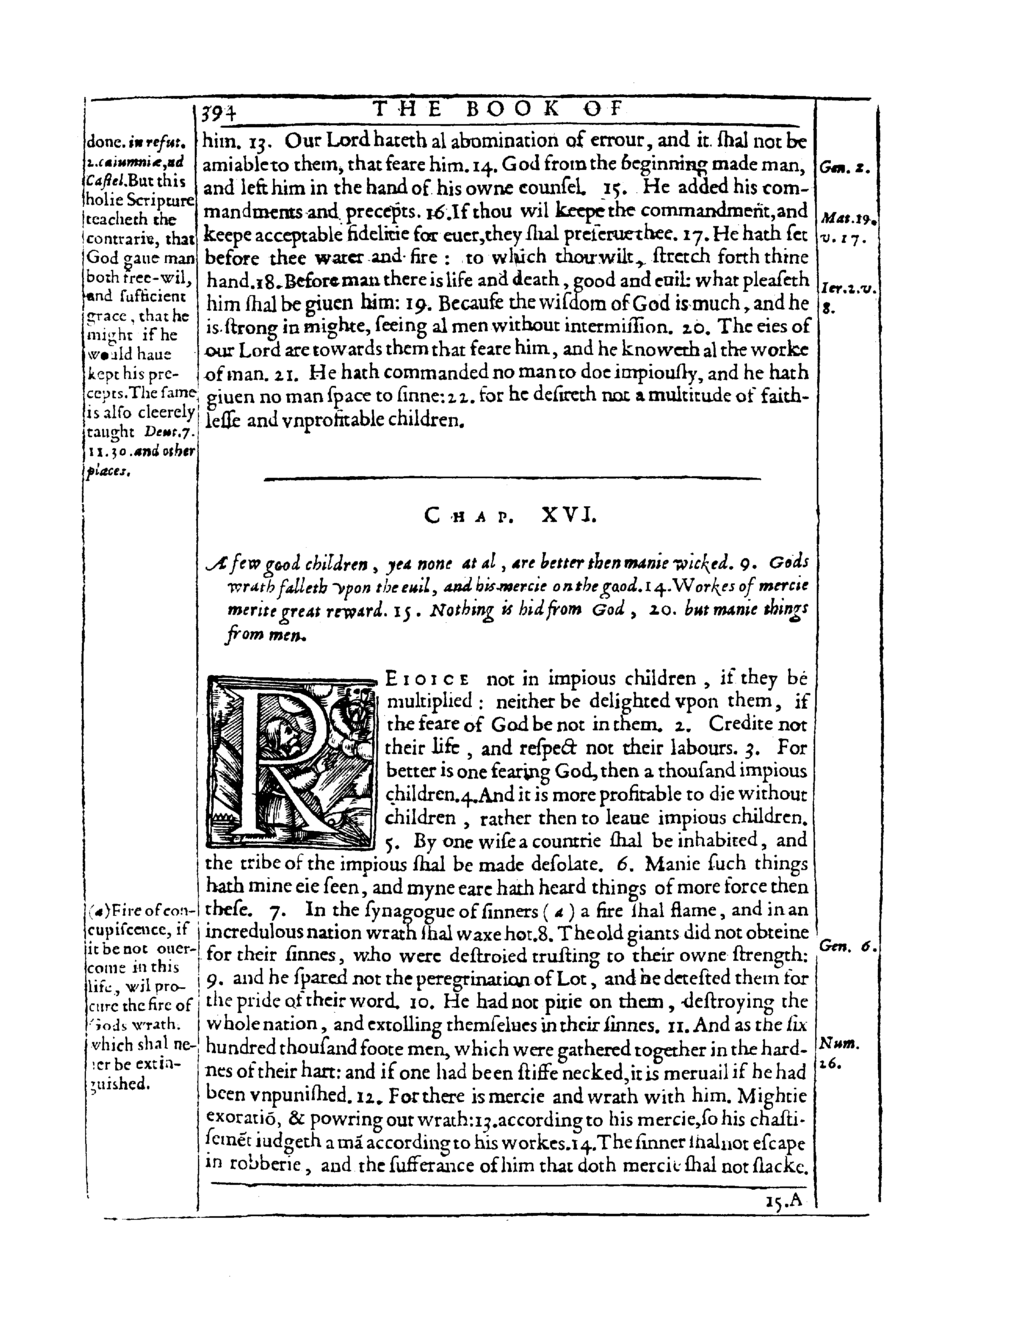 394 THE BOOK OF
done. in refut.
2.calumniæ, ad
Castel. But this
holie Scripture
teacheth the
contrarie, that
God gaue man
both free-wil,
and sufficient
grace, that he
might if he
would haue
kept his pre-
cepts. The same
is also cleerely
taught Deut. 7.
11. 30. and other
places.
him. 13. Our Lord hateth al abomination of errour, and it shal not be
amiable to them, that feare him. 14. God from the beginning made man,
and left him in the hand of his owne counsel. 15. He added his com-
mandments and precepts. 16. If thou wil keepe the commandment, and
keepe acceptable fidelitie for euer, they shal preserue thee. 17. He hath set
before thee water and fire : to which thou wilt, stretch forth thine
hand. 18. Before man there is life and death, good and euil: what pleaseth
him shal be giuen him: 19. Because the wisdom of God is much, and he
is strong in mighte, seeing al men without intermission. 20. The eies of
our Lord are towards them that feare him, and he knoweth al the worke
of man. 21. He hath commanded no man to doe impiously, and he hath
giuen no man space to sinne: 22. for he desireth not a multitude of faith-
lesse and vnprofitable children.
Gen. 2.
Mat. 19.
v. 17.
Ier. 2. v.
8.
CHAP. XVI.
A few good children, yea none at al, are better then manie wicked. 9. Gods
wrath falleth vpon the euil, and his mercie on the good. 14. Workes of mercie
merite great reward. 15. Nothing is hid from God, 20. but manie things
from men.
REIOICE not in impious children, if they be
multiplied : neither be delighted vpon them, if
the feare of God be not in them. 2. Credite not
their life, and respect not their labours. 3. For
better is one fearing God, then a thousand impious
children. 4. And it is more profitable to die without
children, rather then to leaue impious children.
5. By one wise a countrie shal be inhabited, and
the tribe of the impious shal be made desolate. 6. Manie such things
hath mine eie seen, and myne eare hath heard things of more force then
these. 7. In the synagogue of sinners (a) a fire shal flame, and in an
incredulous nation wrath shal waxe hot. 8. The old giants did not obteine
for their sinnes, who were destroied trusting to their owne strength:
9. and he spared not the peregrination of Lot, and he detested them for
the pride of their word. 10. He had not pitie on them, destroying the
whole nation, and extolling themselues in their sinnes. 11. And as the six
hundred thousand foote men, which were gathered together in the hard-
nes of their hart: and if one had been stiffe necked, it is meruail if he had
been vnpunished. 12. For there is mercie and wrath with him. Mightie
exoratiō, & powring out wrath: 13. according to his mercie, so his chasti-
semēt iudgeth a mā according to his workes. 14. The sinner shal not escape
in robberie, and the sufferance of him that doth mercie shal not slacke.
(a) Fire of con-
cupiscence, if
it be not ouer-
come in this
life, wil pro-
cure the fire of
Gods wrath.
which shal ne-
uer be extin-
guished.
Gen. 6.
Num.
16.
15. A